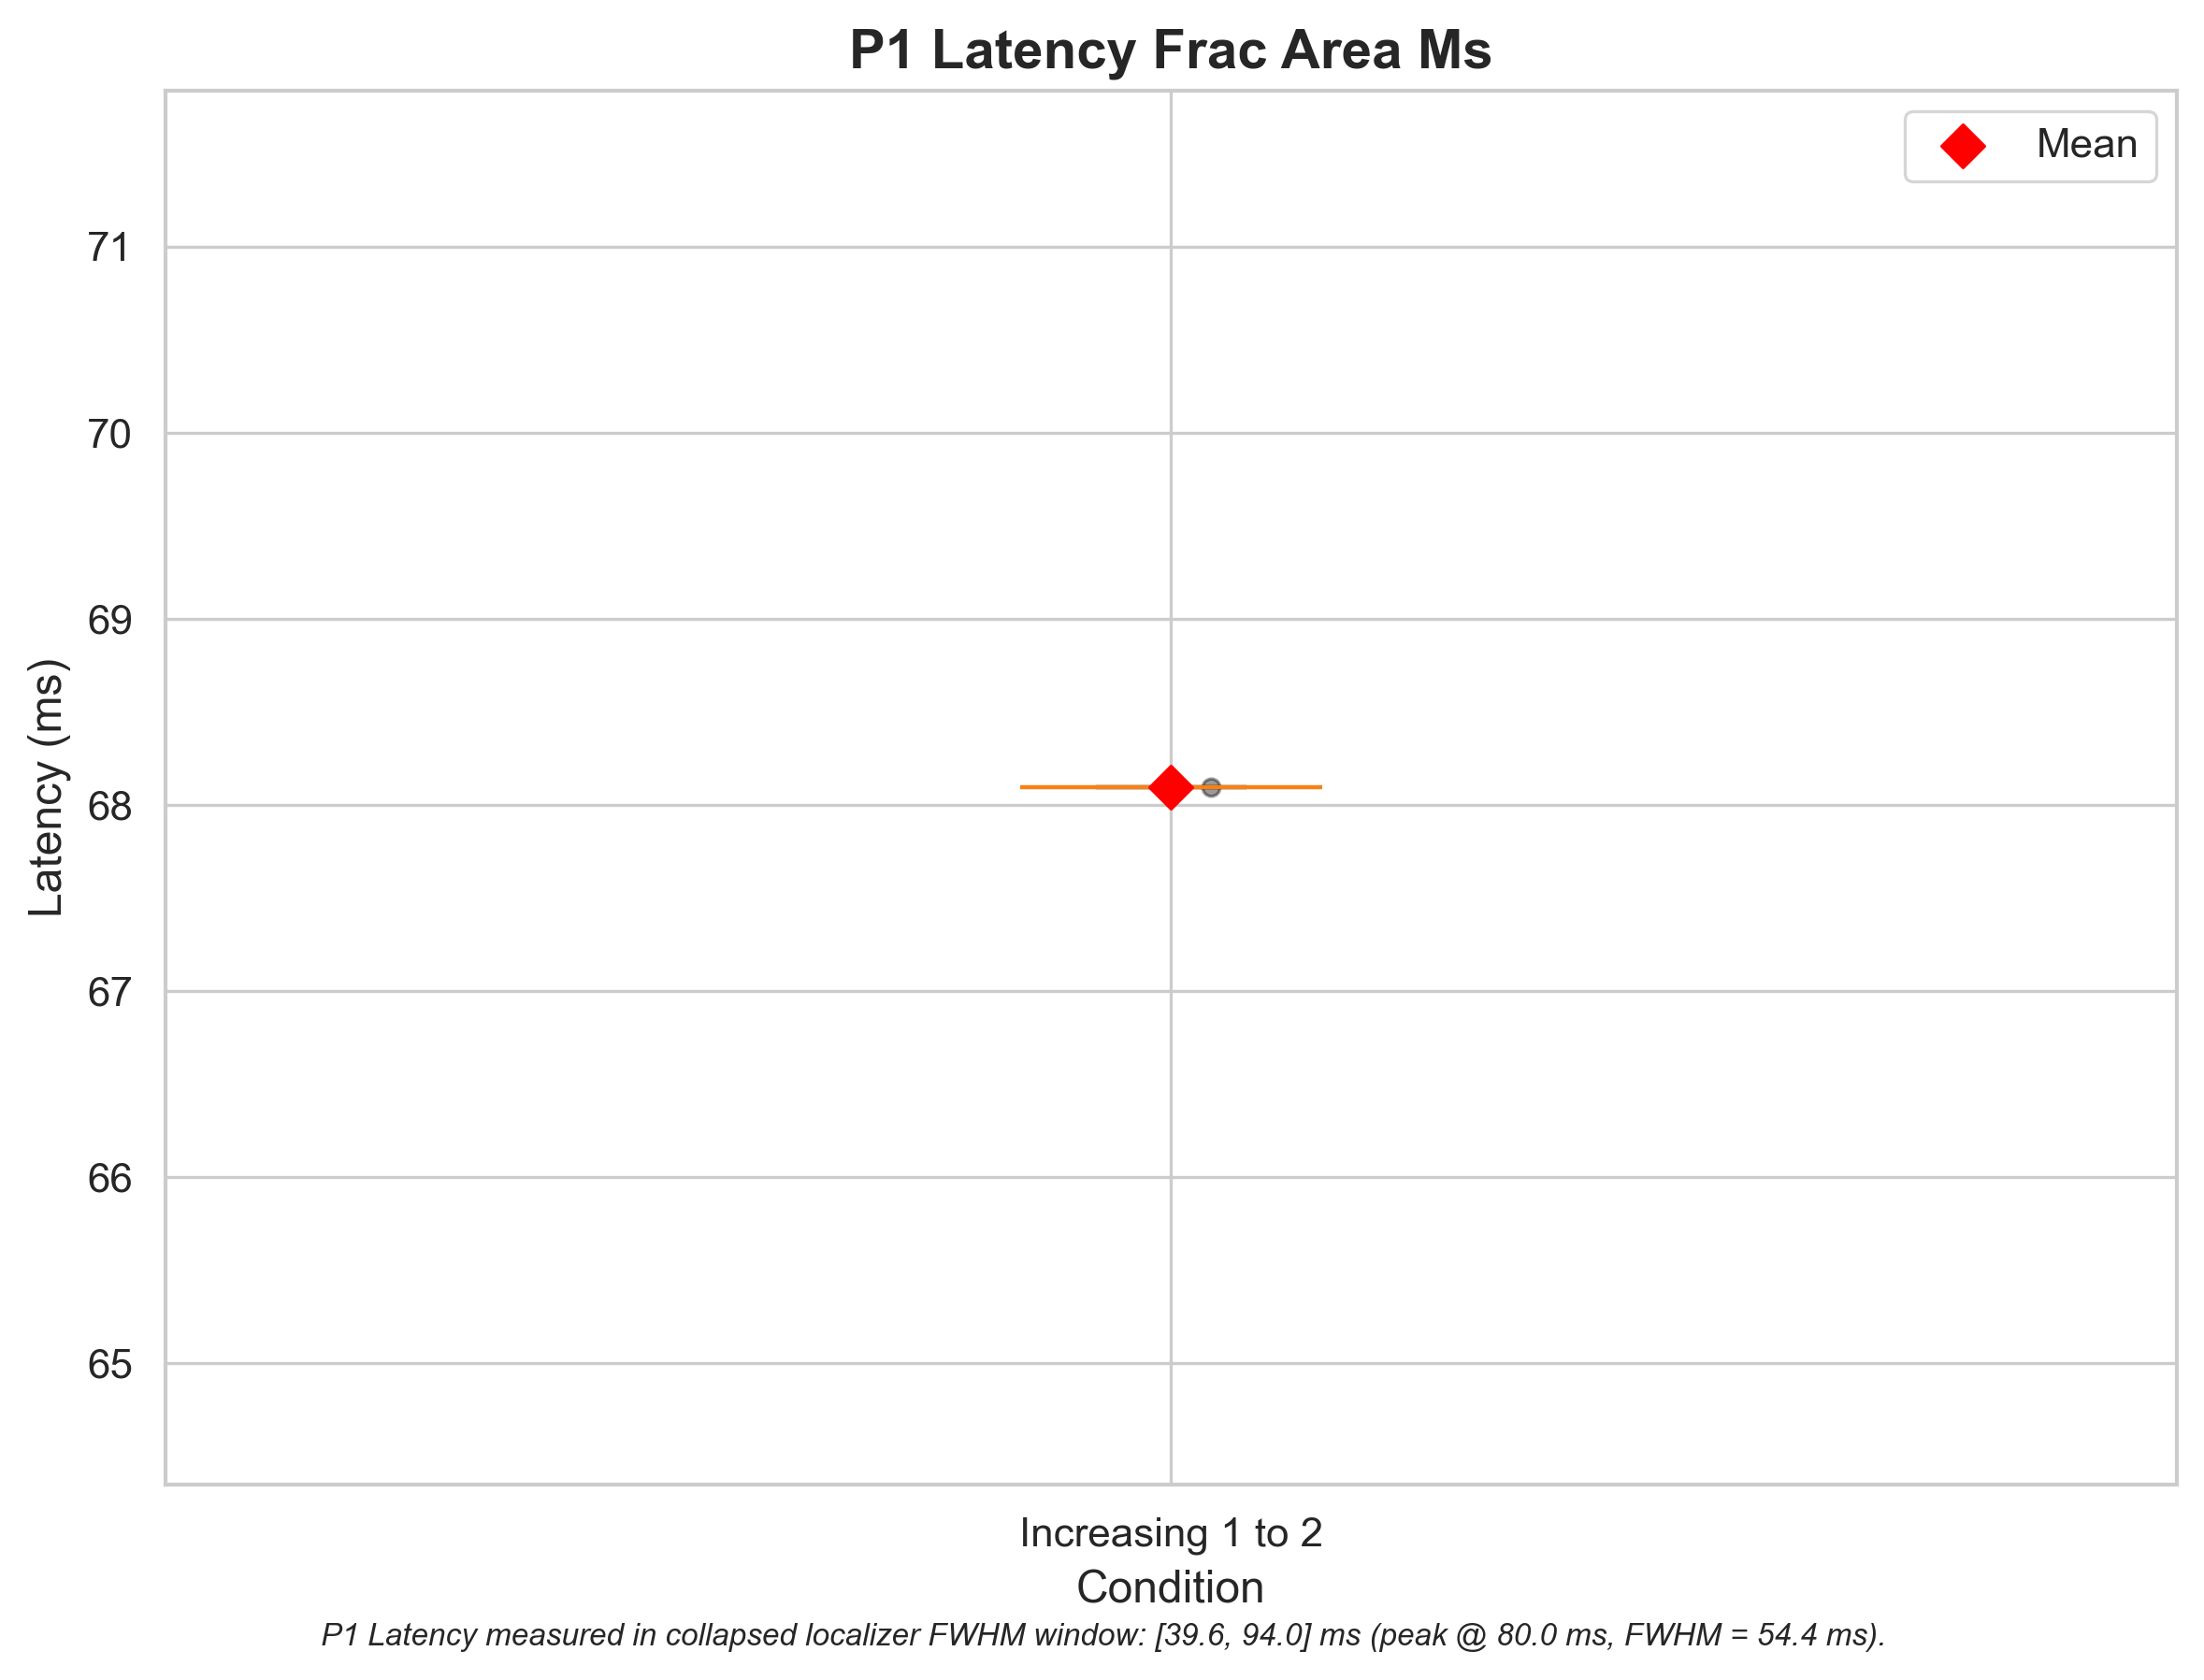 P1 Latency Frac Area Ms
Mean
71
70
69
68
67
66
65
Latency (ms)
Increasing 1 to 2
Condition
P1 Latency measured in collapsed localizer FWHM window: [39.6, 94.0] ms (peak @ 80.0 ms, FWHM = 54.4 ms).